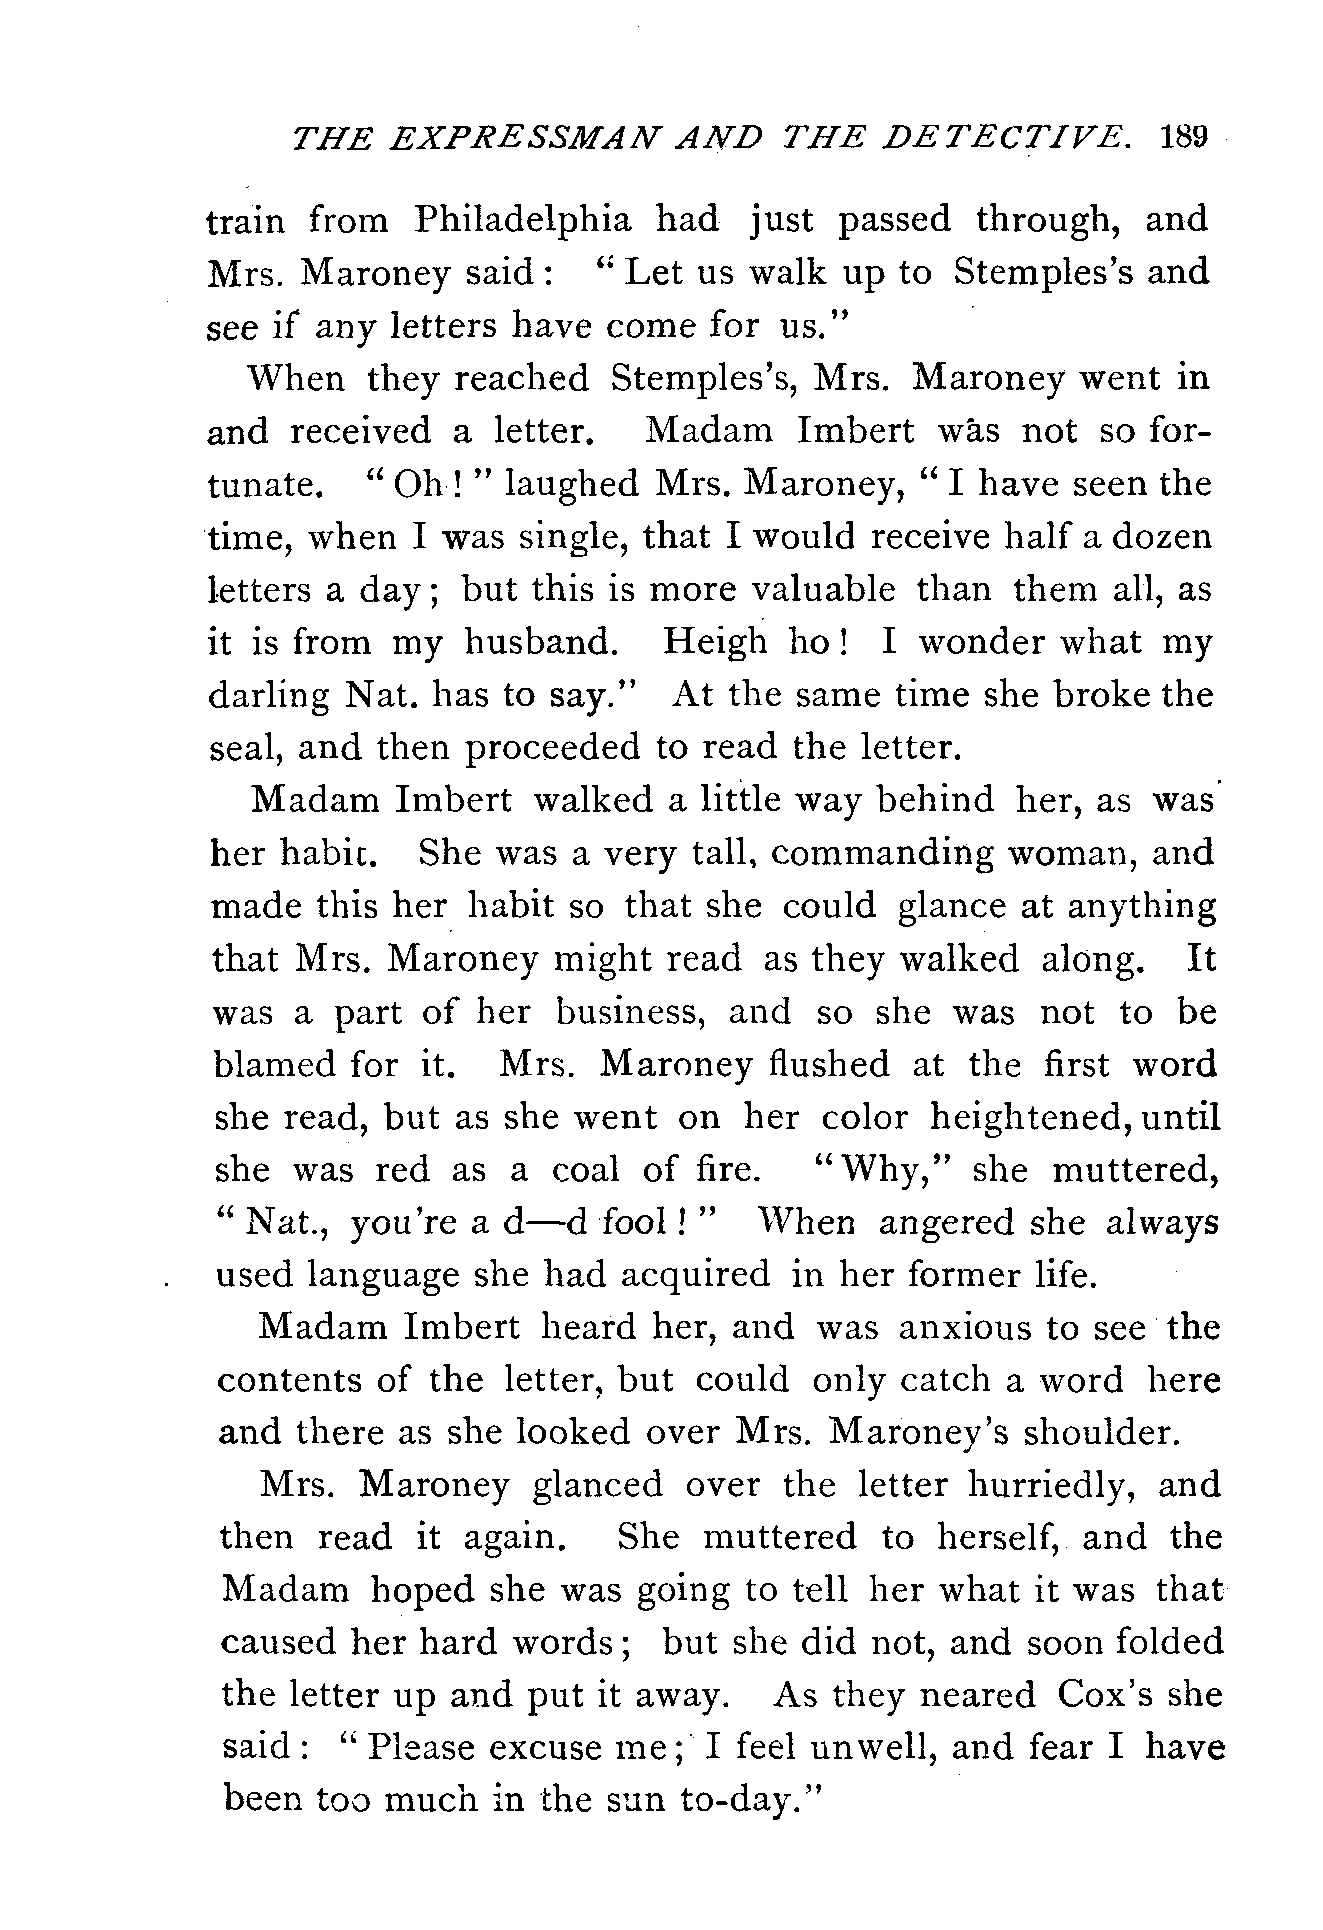 THE EXPRESSMAN AND THE DETECTIVE. 189
train from Philadelphia had just passed through, and
Mrs. Maroney said: "Let us walk up to Stemples's and
see if any letters have come for us."
When they reached Stemples's, Mrs. Maroney went in
and received a letter. Madam Imbert was not so for-
tunate. "Oh!" laughed Mrs. Maroney, "I have seen the
time, when I was single, that I would receive half a dozen
letters a day; but this is more valuable than them all, as
it is from my husband. Heigh ho! I wonder what my
darling Nat. has to say." At the same time she broke the
seal, and then proceeded to read the letter.
Madam Imbert walked a little way behind her, as was
her habit. She was a very tall, commanding woman, and
made this her habit so that she could glance at anything
that Mrs. Maroney might read as they walked along. It
was a part of her business, and so she was not to be
blamed for it. Mrs. Maroney flushed at the first word
she read, but as she went on her color heightened, until
she was red as a coal of fire. "Why," she muttered,
"Nat., you're a d—d fool!" When angered she always
used language she had acquired in her former life.
Madam Imbert heard her, and was anxious to see the
contents of the letter, but could only catch a word here
and there as she looked over Mrs. Maroney's shoulder.
Mrs. Maroney glanced over the letter hurriedly, and
then read it again. She muttered to herself, and the
Madam hoped she was going to tell her what it was that
caused her hard words; but she did not, and soon folded
the letter up and put it away. As they neared Cox's she
said: "Please excuse me; I feel unwell, and fear I have
been too much in the sun to-day."